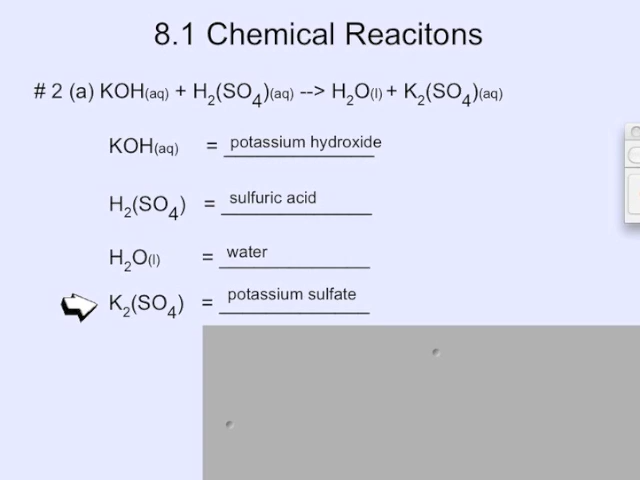 8.1 Chemical Reacitons
# 2 (a) KOH(aq) + H₂(SO₄)(aq) --> H₂O(l) + K₂(SO₄)(aq)
KOH(aq) = potassium hydroxide
H₂(SO₄) = sulfuric acid
H₂O(l) = water
K₂(SO₄) = potassium sulfate